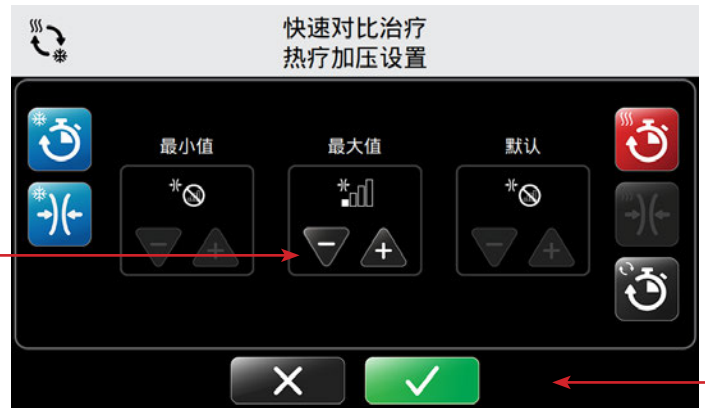 快速对比治疗
热疗加压设置
最小值
最大值
默认